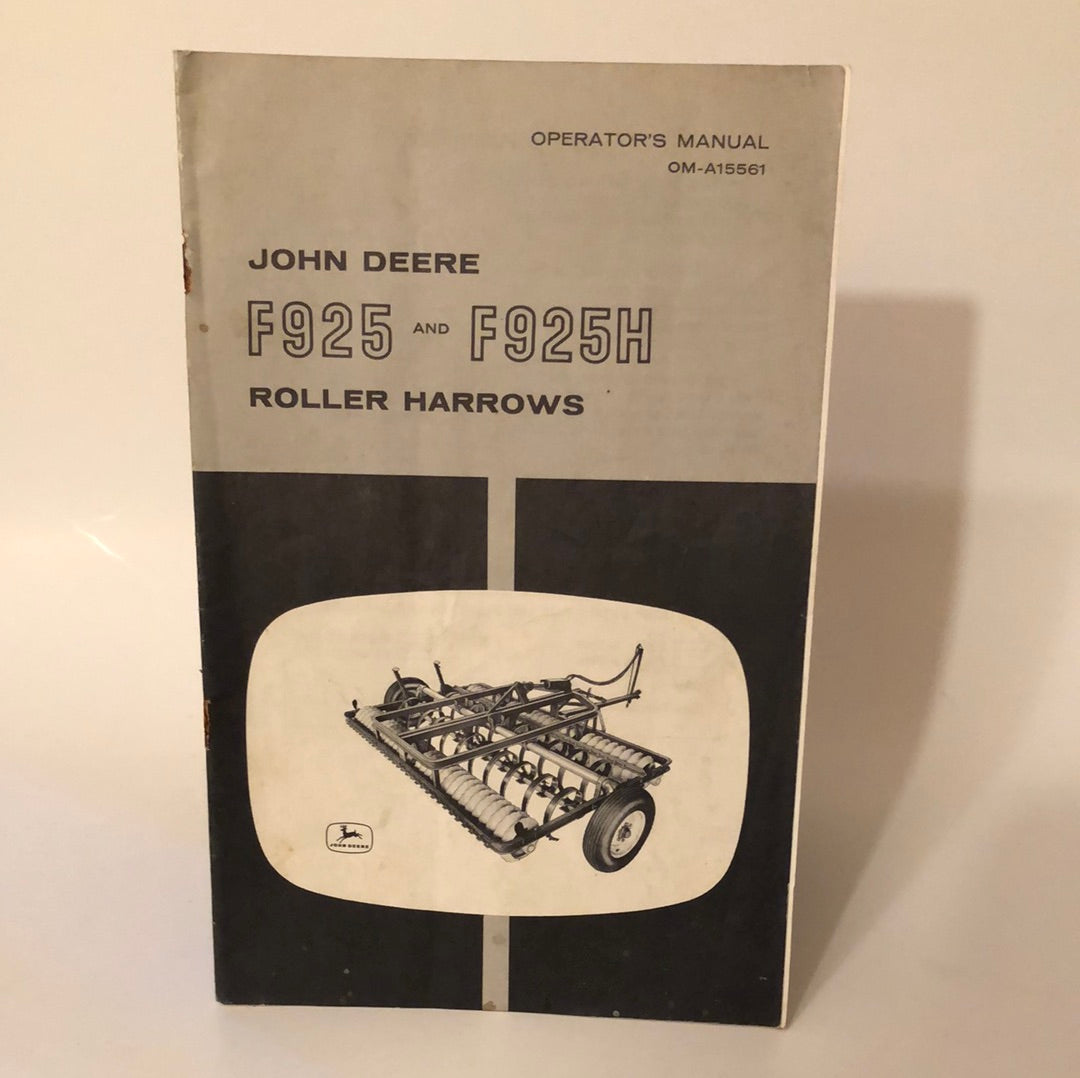 OPERATOR'S MANUAL
OM-A15561
JOHN DEERE
F925 AND F925H
ROLLER HARROWS
JOHN DEERE